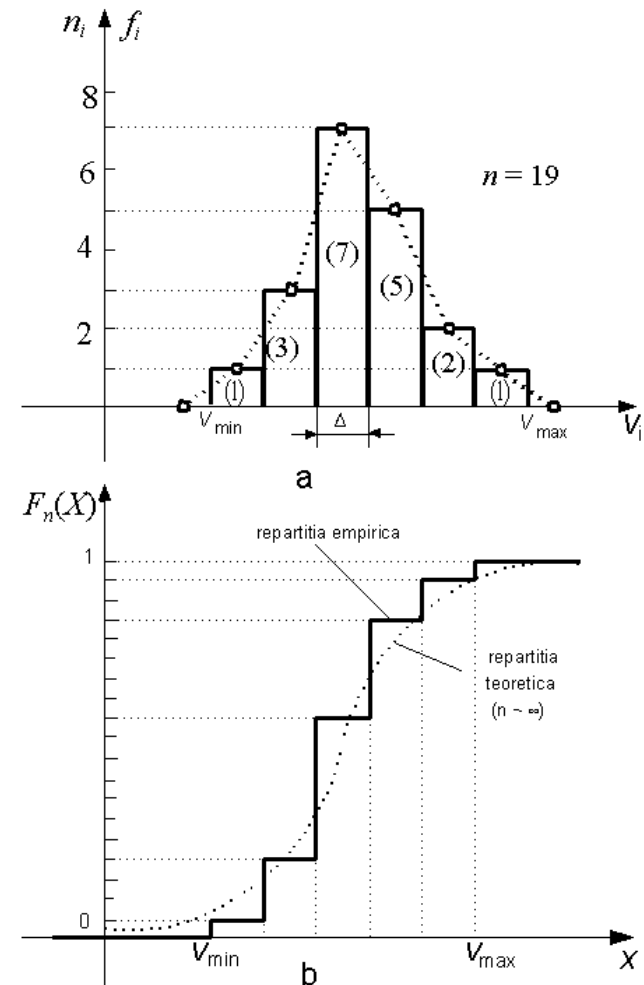 n_i f_i
8
n = 19
6
(7)
4
(5)
(3)
2
(2)
(1)
(1)
V_min
Δ
V_max
V_i
a
F_n(X)
repartitia empirica
1
repartitia
teoretica
(n ~ ∞)
0
V_min
V_max
X
b